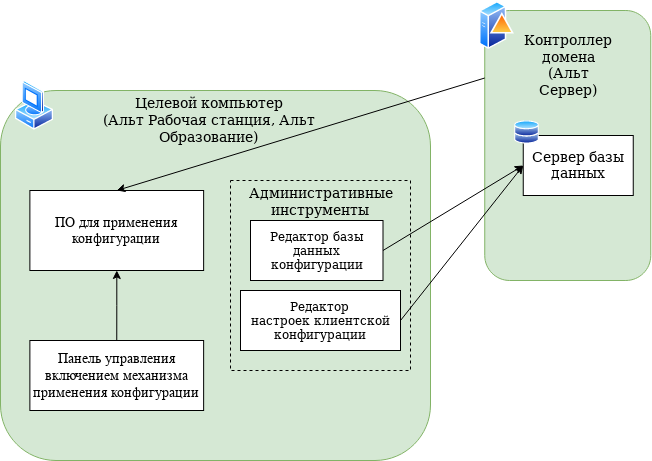 Контроллер
домена
(Альт
Сервер)
Сервер базы
данных
Целевой компьютер
(Альт Рабочая станция, Альт
Образование)
ПО для применения
конфигурации
Панель управления
включением механизма
применения конфигурации
Административные
инструменты
Редактор базы
данных
конфигурации
Редактор
настроек клиентской
конфигурации